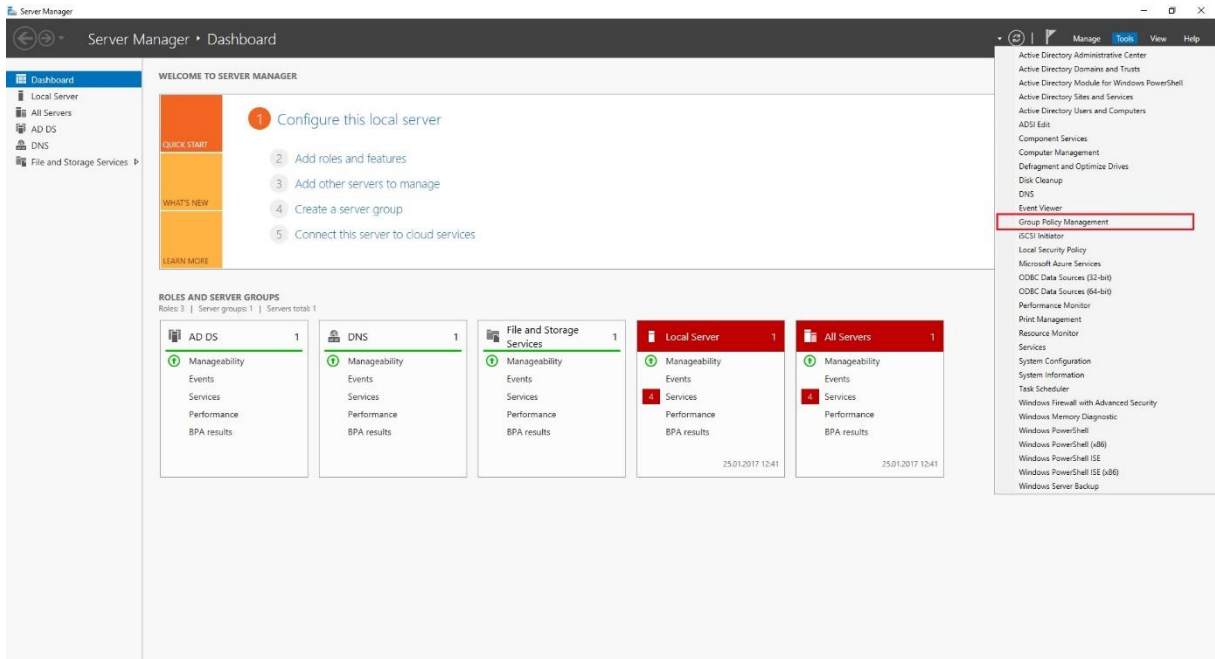 Server Manager
Server Manager • Dashboard
Manage Tools View Help
Dashboard
Local Server
All Servers
AD DS
DNS
File and Storage Services
WELCOME TO SERVER MANAGER
QUICK START
WHAT'S NEW
LEARN MORE
1 Configure this local server
2 Add roles and features
3 Add other servers to manage
4 Create a server group
5 Connect this server to cloud services
ROLES AND SERVER GROUPS
Roles: 3 | Server groups: 1 | Servers total: 1
AD DS 1
Manageability
Events
Services
Performance
BPA results
DNS 1
Manageability
Events
Services
Performance
BPA results
File and Storage
Services 1
Manageability
Events
Services
Performance
BPA results
Local Server 1
Manageability
Events
4 Services
Performance
BPA results
25.01.2017 12:41
All Servers 1
Manageability
Events
4 Services
Performance
BPA results
25.01.2017 12:41
Active Directory Administrative Center
Active Directory Domains and Trusts
Active Directory Module for Windows PowerShell
Active Directory Sites and Services
Active Directory Users and Computers
ADSI Edit
Component Services
Computer Management
Defragment and Optimize Drives
Disk Cleanup
DNS
Event Viewer
Group Policy Management
iSCSI Initiator
Local Security Policy
Microsoft Azure Services
ODBC Data Sources (32-bit)
ODBC Data Sources (64-bit)
Performance Monitor
Print Management
Resource Monitor
Services
System Configuration
System Information
Task Scheduler
Windows Firewall with Advanced Security
Windows Memory Diagnostic
Windows PowerShell
Windows PowerShell (x86)
Windows PowerShell ISE
Windows PowerShell ISE (x86)
Windows Server Backup